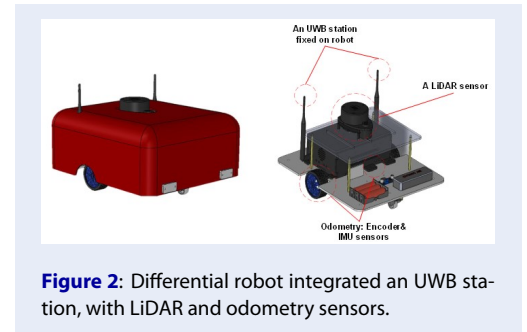 An UWB station
fixed on robot
A LiDAR sensor
Odometry: Encoder&
IMU sensors
Figure 2: Differential robot integrated an UWB sta-
tion, with LiDAR and odometry sensors.